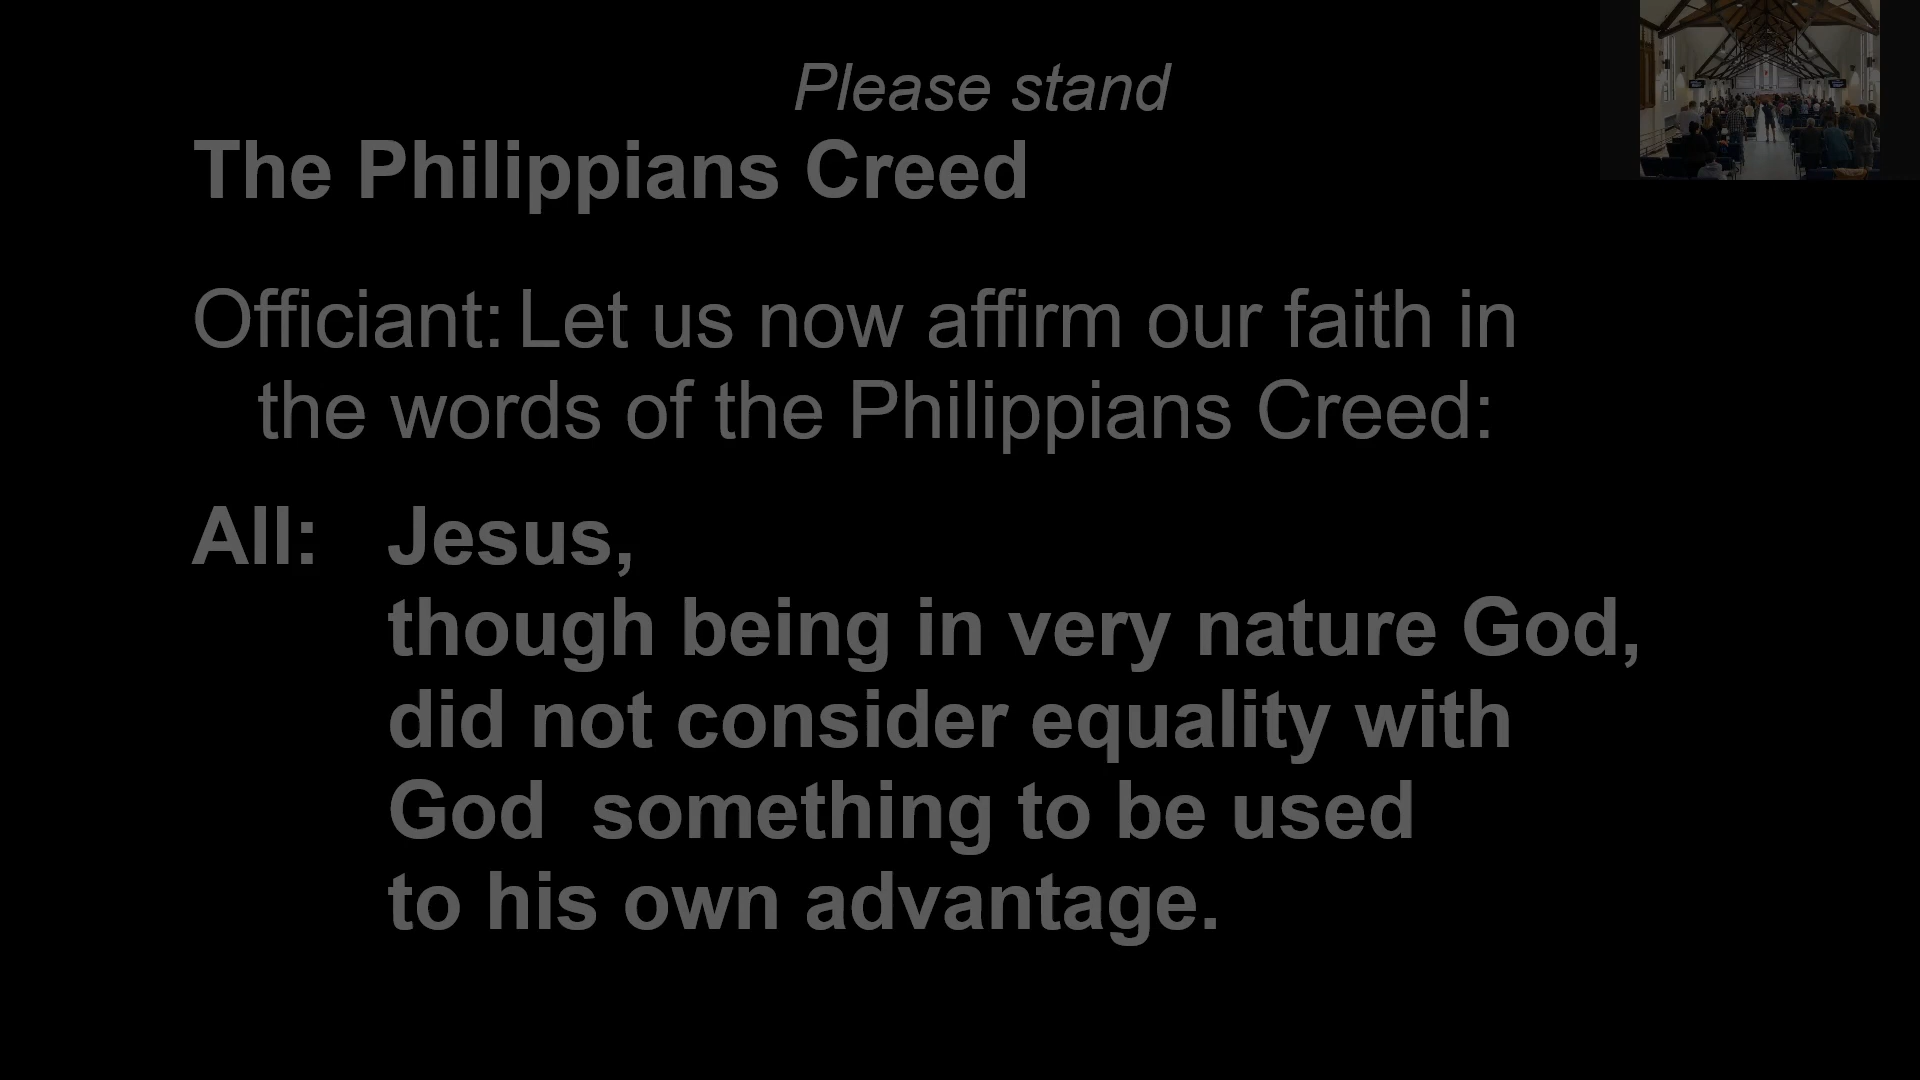 Please stand
The Philippians Creed
Officiant: Let us now affirm our faith in
the words of the Philippians Creed:
All: Jesus,
though being in very nature God,
did not consider equality with
God something to be used
to his own advantage.